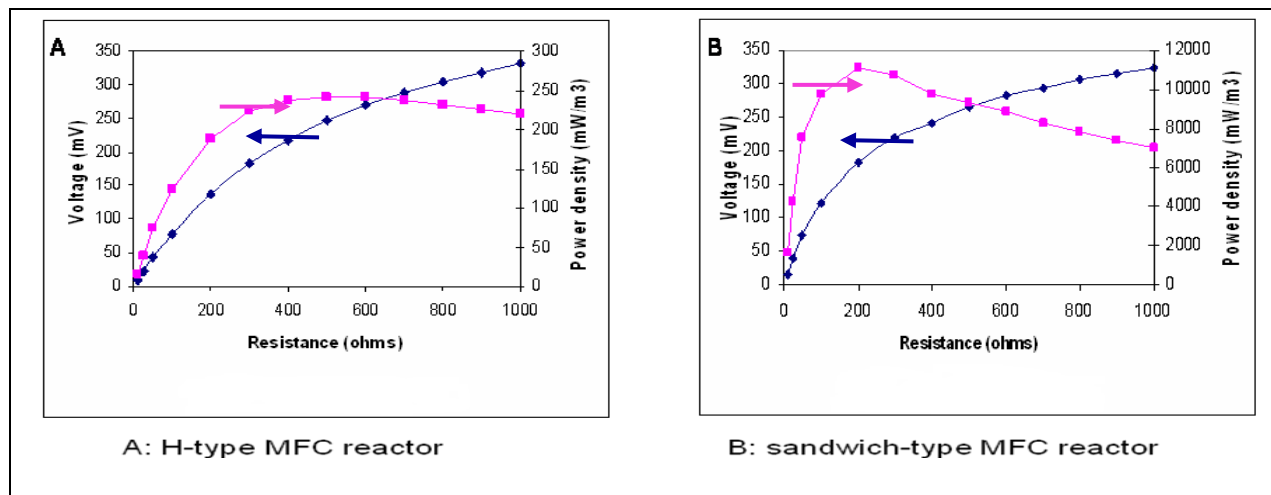 A
350
300
250
200
150
100
50
0
Voltage (mV)
300
250
200
150
100
50
0
Power density (mW/m3)
0 200 400 600 800 1000
Resistance (ohms)
A: H-type MFC reactor
B
350
300
250
200
150
100
50
0
Voltage (mV)
12000
10000
8000
6000
4000
2000
0
Power density (mW/m3)
0 200 400 600 800 1000
Resistance (ohms)
B: sandwich-type MFC reactor